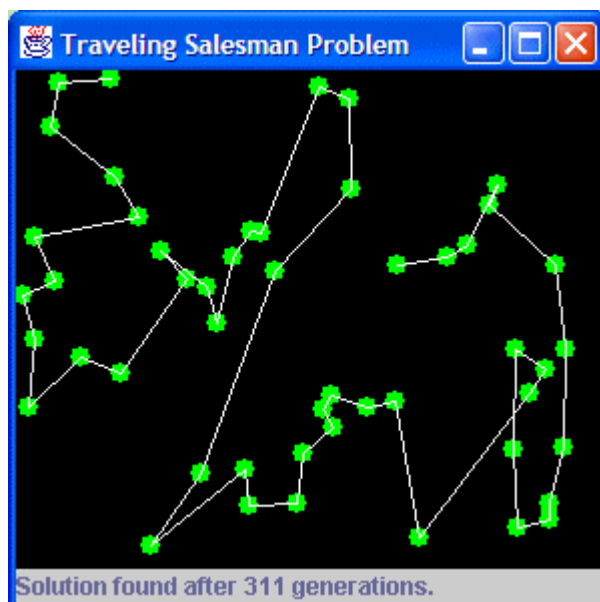 Traveling Salesman Problem
Solution found after 311 generations.